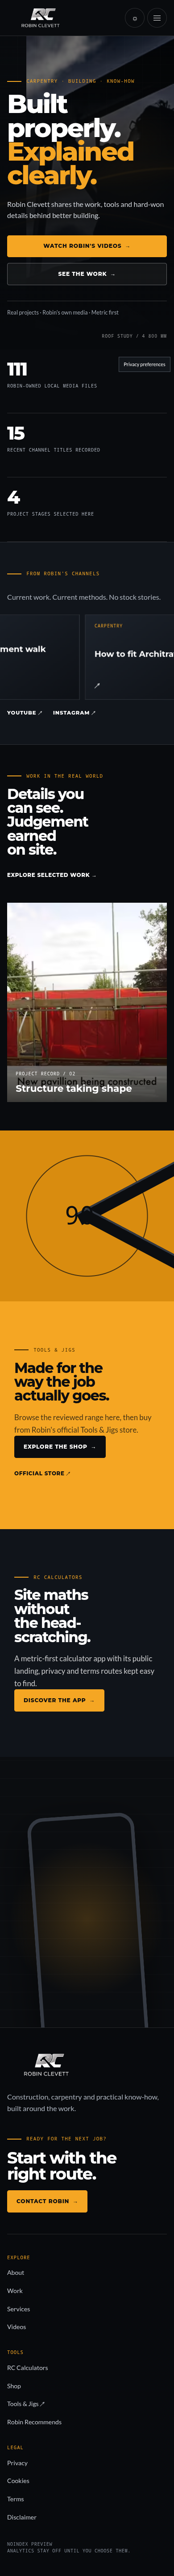 RC
ROBIN CLEVETT
CARPENTRY · BUILDING · KNOW-HOW
Built
properly.
Explained
clearly.
Robin Clevett shares the work, tools and hard-won
details behind better building.
WATCH ROBIN'S VIDEOS →
SEE THE WORK →
Real projects · Robin's own media · Metric first
ROOF STUDY / 4 800 MM
111
Privacy preferences
ROBIN-OWNED LOCAL MEDIA FILES
15
RECENT CHANNEL TITLES RECORDED
4
PROJECT STAGES SELECTED HERE
FROM ROBIN'S CHANNELS
Current work. Current methods. No stock stories.
CARPENTRY
ment walk
How to fit Architra
↗
YOUTUBE ↗ INSTAGRAM ↗
WORK IN THE REAL WORLD
Details you
can see.
Judgement
earned
on site.
EXPLORE SELECTED WORK →
PROJECT RECORD / 02
New pavillion being constructed
Structure taking shape
TOOLS & JIGS
Made for the
way the job
actually goes.
Browse the reviewed range here, then buy
from Robin's official Tools & Jigs store.
EXPLORE THE SHOP →
OFFICIAL STORE ↗
RC CALCULATORS
Site maths
without
the head-
scratching.
A metric-first calculator app with its public
landing, privacy and terms routes kept easy
to find.
DISCOVER THE APP →
RC
ROBIN CLEVETT
Construction, carpentry and practical know-how,
built around the work.
READY FOR THE NEXT JOB?
Start with the
right route.
CONTACT ROBIN →
EXPLORE
About
Work
Services
Videos
TOOLS
RC Calculators
Shop
Tools & Jigs ↗
Robin Recommends
LEGAL
Privacy
Cookies
Terms
Disclaimer
NOINDEX PREVIEW
ANALYTICS STAY OFF UNTIL YOU CHOOSE THEM.